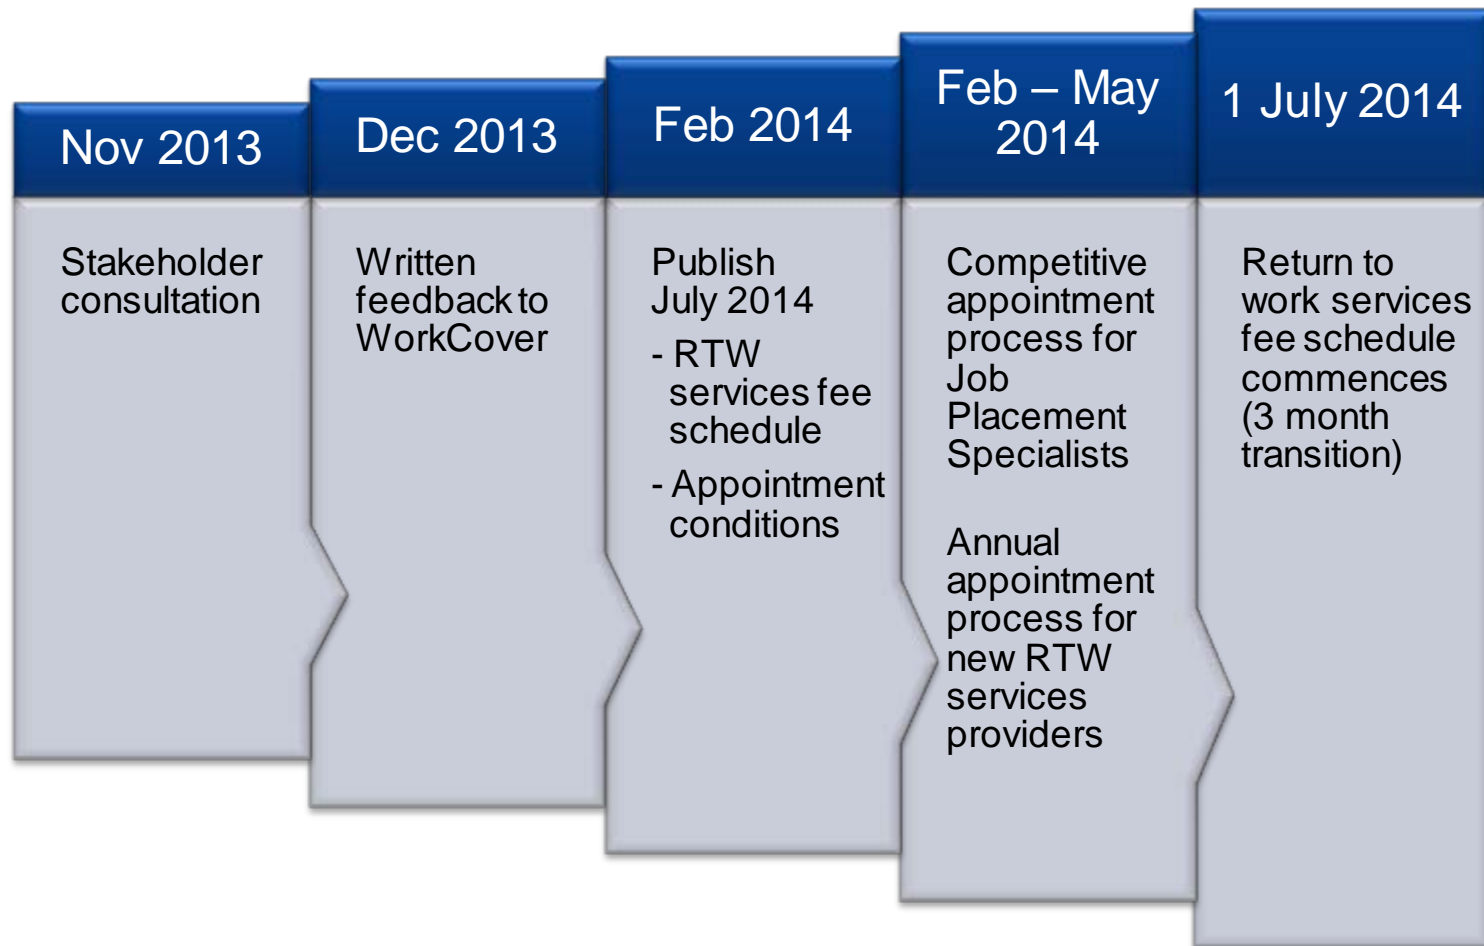 Nov 2013
Stakeholder
consultation
Dec 2013
Written
feedback to
WorkCover
Feb 2014
Publish
July 2014
- RTW
services fee
schedule
- Appointment
conditions
Feb – May
2014
Competitive
appointment
process for
Job
Placement
Specialists
Annual
appointment
process for
new RTW
services
providers
1 July 2014
Return to
work services
fee schedule
commences
(3 month
transition)